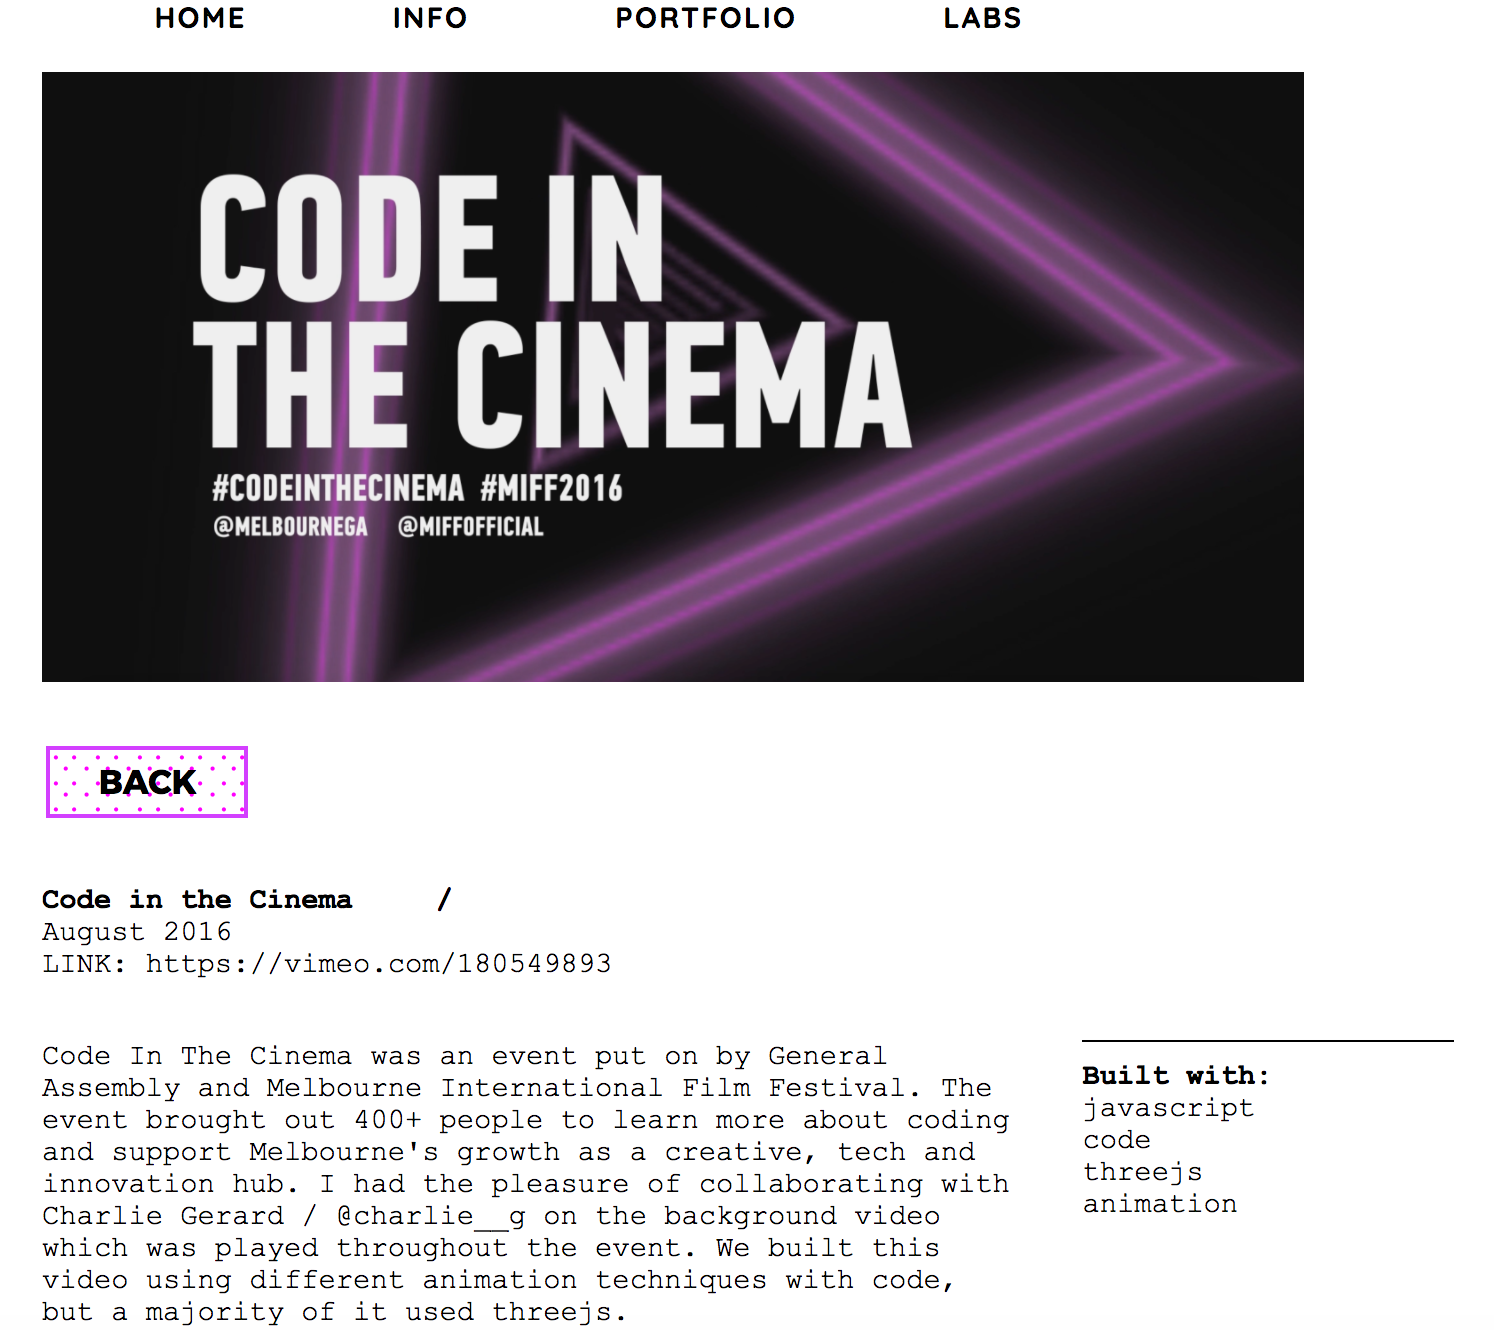 HOME INFO PORTFOLIO LABS
CODE IN
THE CINEMA
#CODEINTHECINEMA #MIFF2016
@MELBOURNEGA @MIFFOFFICIAL
BACK
Code in the Cinema /
August 2016
LINK: https://vimeo.com/180549893
Code In The Cinema was an event put on by General
Assembly and Melbourne International Film Festival. The
event brought out 400+ people to learn more about coding
and support Melbourne's growth as a creative, tech and
innovation hub. I had the pleasure of collaborating with
Charlie Gerard / @charlie__g on the background video
which was played throughout the event. We built this
video using different animation techniques with code,
but a majority of it used threejs.
Built with:
javascript
code
threejs
animation